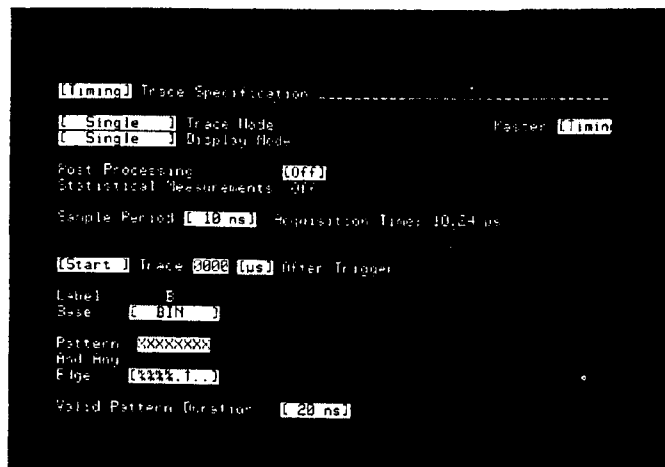 [Timing] Trace Specification
[ Single ] Trace Mode Master [Timin
[ Single ] Display Mode
Post Processing [Off]
Statistical Measurements Off
Sample Period [ 10 ns] Acquisition Time: 10.24 us
[Start ] Trace 0000 [us] After Trigger
Label B
Base [ BIN ]
Pattern XXXXXXXX
And Any
Edge [%%%%.↑..]
Valid Pattern Duration [ 20 ns]